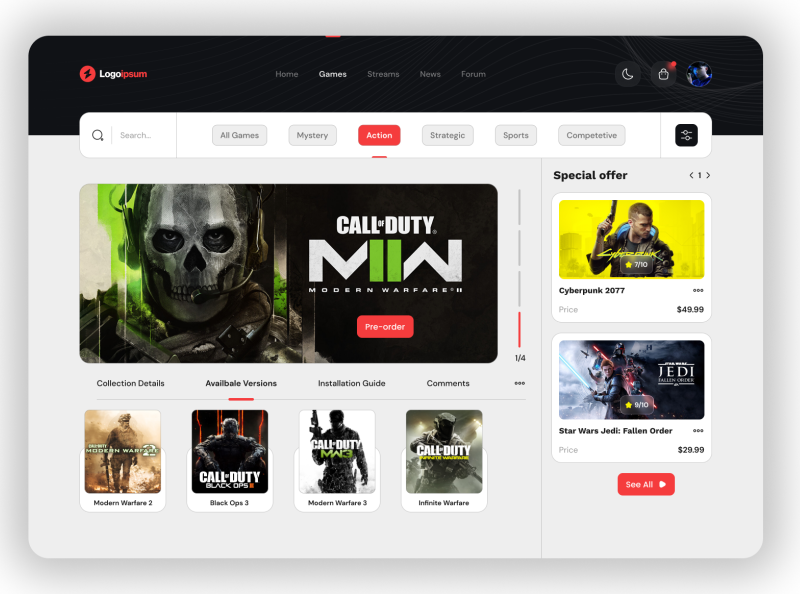 Logoipsum
Home
Games
Streams
News
Forum
Search...
All Games
Mystery
Action
Strategic
Sports
Competetive
CALL OF DUTY®
MWII
MODERN WARFARE® II
Pre-order
1/4
Special offer
< 1 >
CYBERPUNK
7/10
Cyberpunk 2077
Price
$49.99
STAR WARS
JEDI
FALLEN ORDER
9/10
Star Wars Jedi: Fallen Order
Price
$29.99
See All
Collection Details
Availbale Versions
Installation Guide
Comments
CALL OF DUTY
MODERN WARFARE 2
Modern Warfare 2
CALL OF DUTY
BLACK OPS III
Black Ops 3
CALL OF DUTY
MW3
Modern Warfare 3
CALL OF DUTY
INFINITE WARFARE
Infinite Warfare